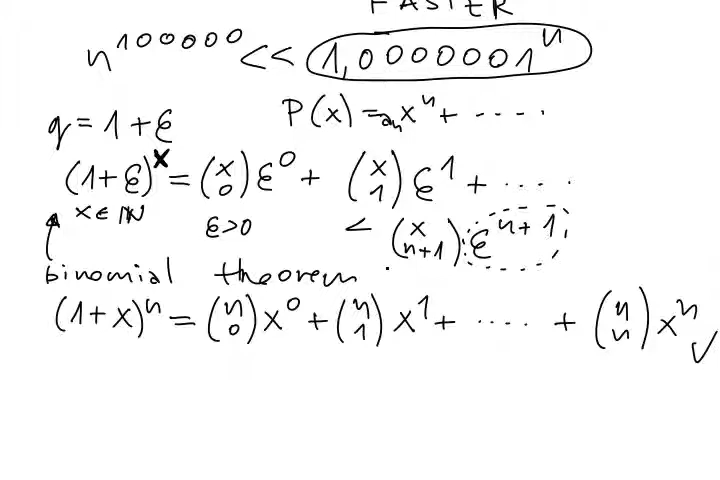 FASTER
n^100000 << 1,0000001^n
q = 1 + ε P(x) = a_n x^n + ....
(1+ε)^x = (x 0) ε^0 + (x 1) ε^1 + ....
x ∈ ℕ ε>0 < (x n+1) ε^n+1
binomial theorem
(1+x)^n = (n 0) x^0 + (n 1) x^1 + .... + (n n) x^n ✓